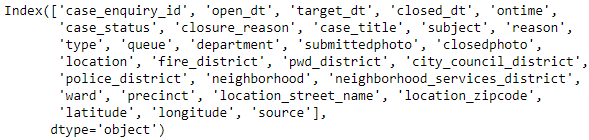 Index(['case_enquiry_id', 'open_dt', 'target_dt', 'closed_dt', 'ontime',
'case_status', 'closure_reason', 'case_title', 'subject', 'reason',
'type', 'queue', 'department', 'submittedphoto', 'closedphoto',
'location', 'fire_district', 'pwd_district', 'city_council_district',
'police_district', 'neighborhood', 'neighborhood_services_district',
'ward', 'precinct', 'location_street_name', 'location_zipcode',
'latitude', 'longitude', 'source'],
dtype='object')